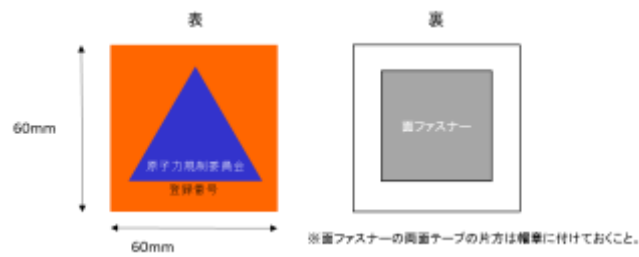 表
裏
60mm
原子力規制委員会
登録番号
面ファスナー
60mm
※面ファスナーの両面テープの片方は帽章に付けておくこと。